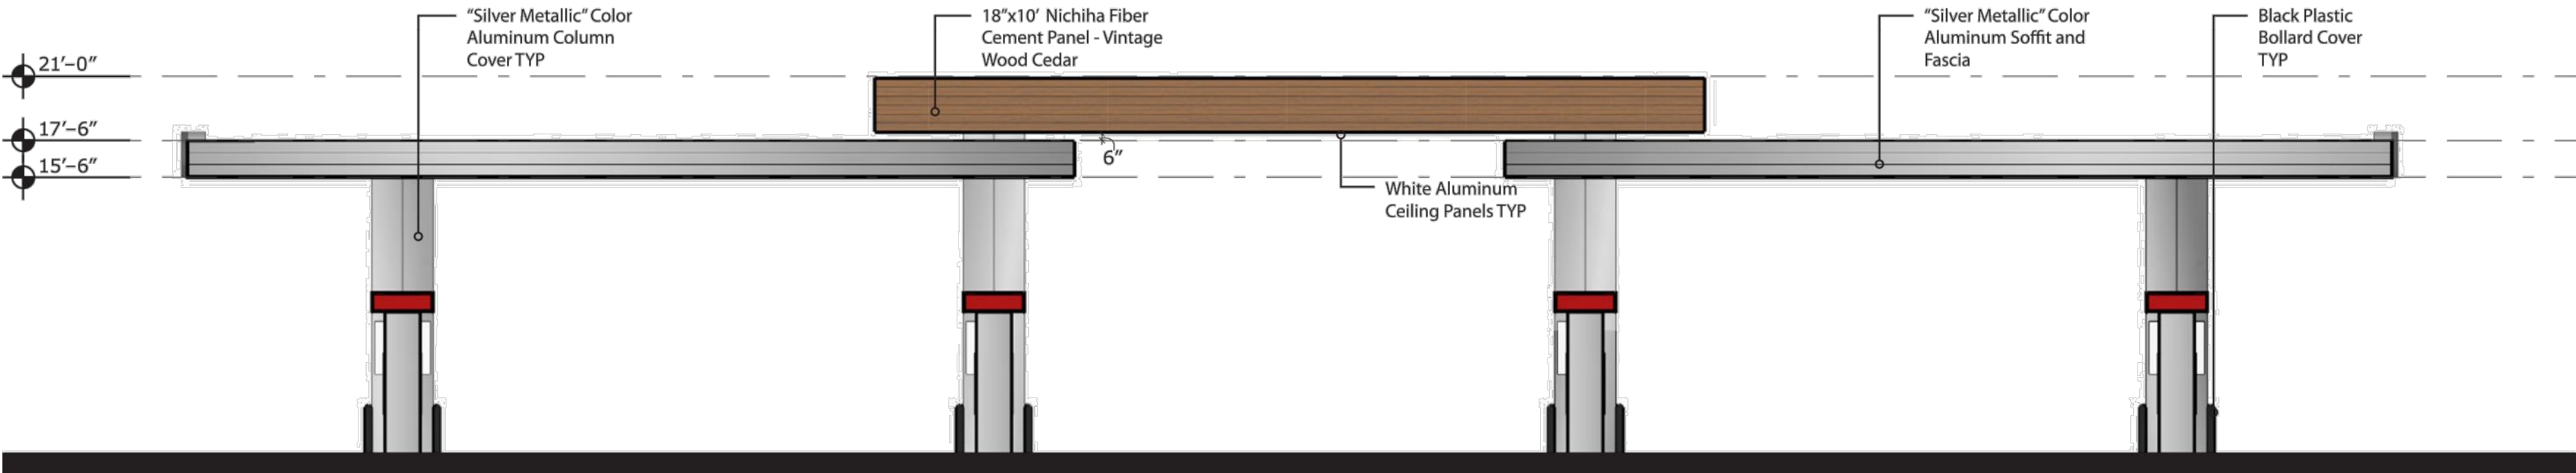 “Silver Metallic” Color
Aluminum Column
Cover TYP
18”x10’ Nichiha Fiber
Cement Panel - Vintage
Wood Cedar
“Silver Metallic” Color
Aluminum Soffit and
Fascia
Black Plastic
Bollard Cover
TYP
21’–0”
17’–6”
15’–6”
6”
White Aluminum
Ceiling Panels TYP